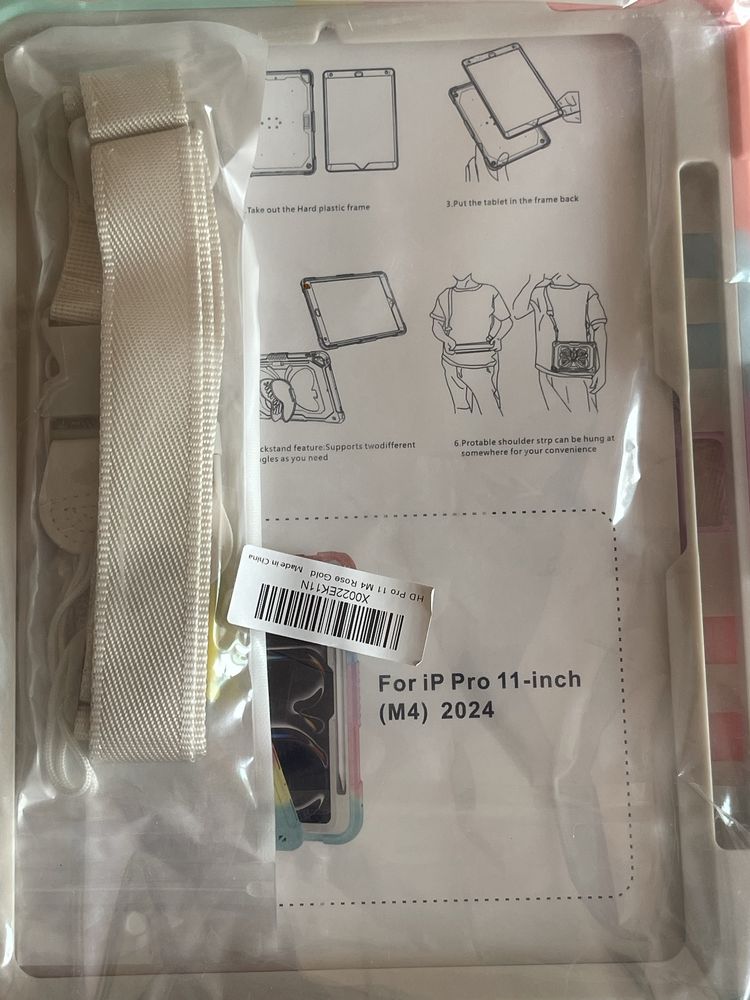 .Take out the Hard plastic frame
3.Put the tablet in the frame back
ckstand feature:Supports twodifferent
gles as you need
6.Protable shoulder strp can be hung at
somewhere for your convenience
X0022EK11N
HD Pro 11 M4 Rose Gold Made in China
For iP Pro 11-inch
(M4) 2024